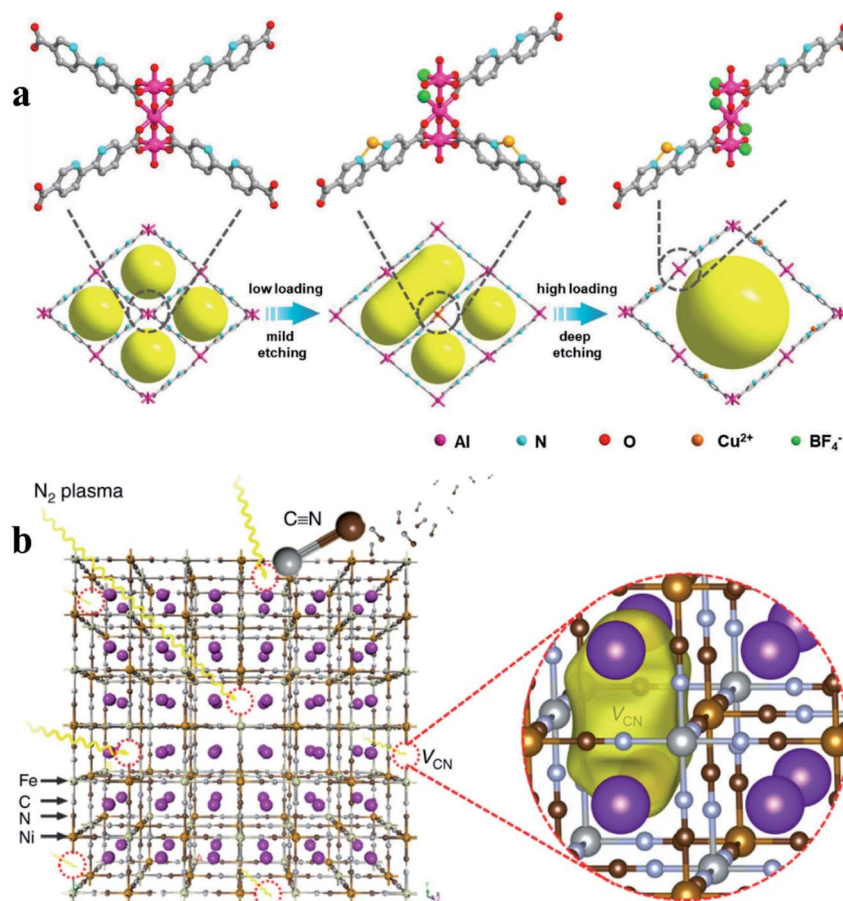 a
low loading
mild
etching
high loading
deep
etching
Al N O Cu²⁺ BF₄⁻
b
N₂ plasma
C≡N
V_CN
V_CN
Fe
C
N
Ni